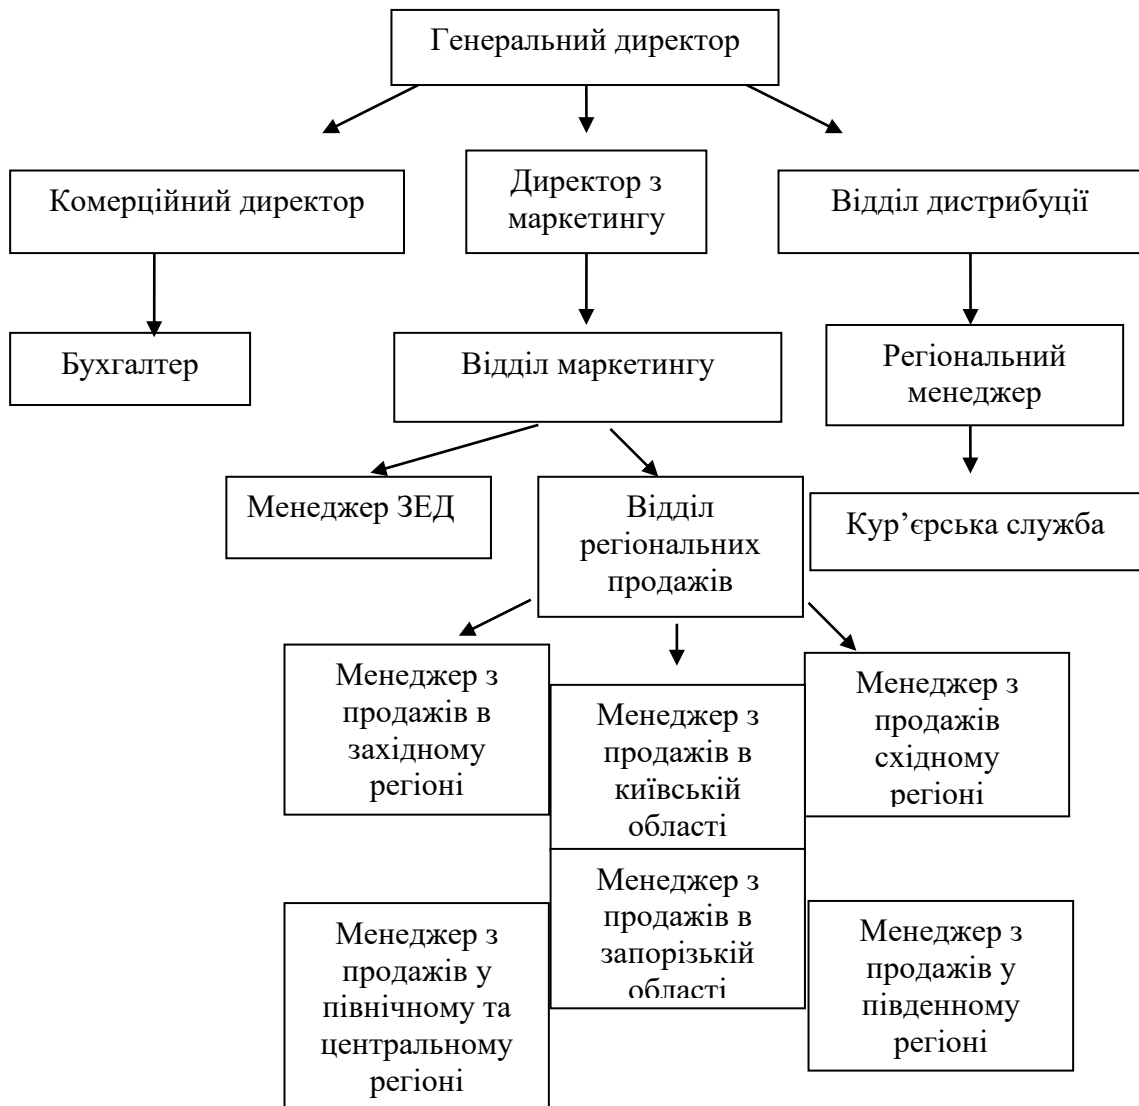 Генеральний директор
Комерційний директор
Директор з
маркетингу
Відділ дистрибуції
Бухгалтер
Відділ маркетингу
Регіональний
менеджер
Менеджер ЗЕД
Відділ
регіональних
продажів
Кур’єрська служба
Менеджер з
продажів в
західному
регіоні
Менеджер з
продажів в
київській
області
Менеджер з
продажів
східному
регіоні
Менеджер з
продажів у
північному та
центральному
регіоні
Менеджер з
продажів в
запорізькій
області
Менеджер з
продажів у
південному
регіоні